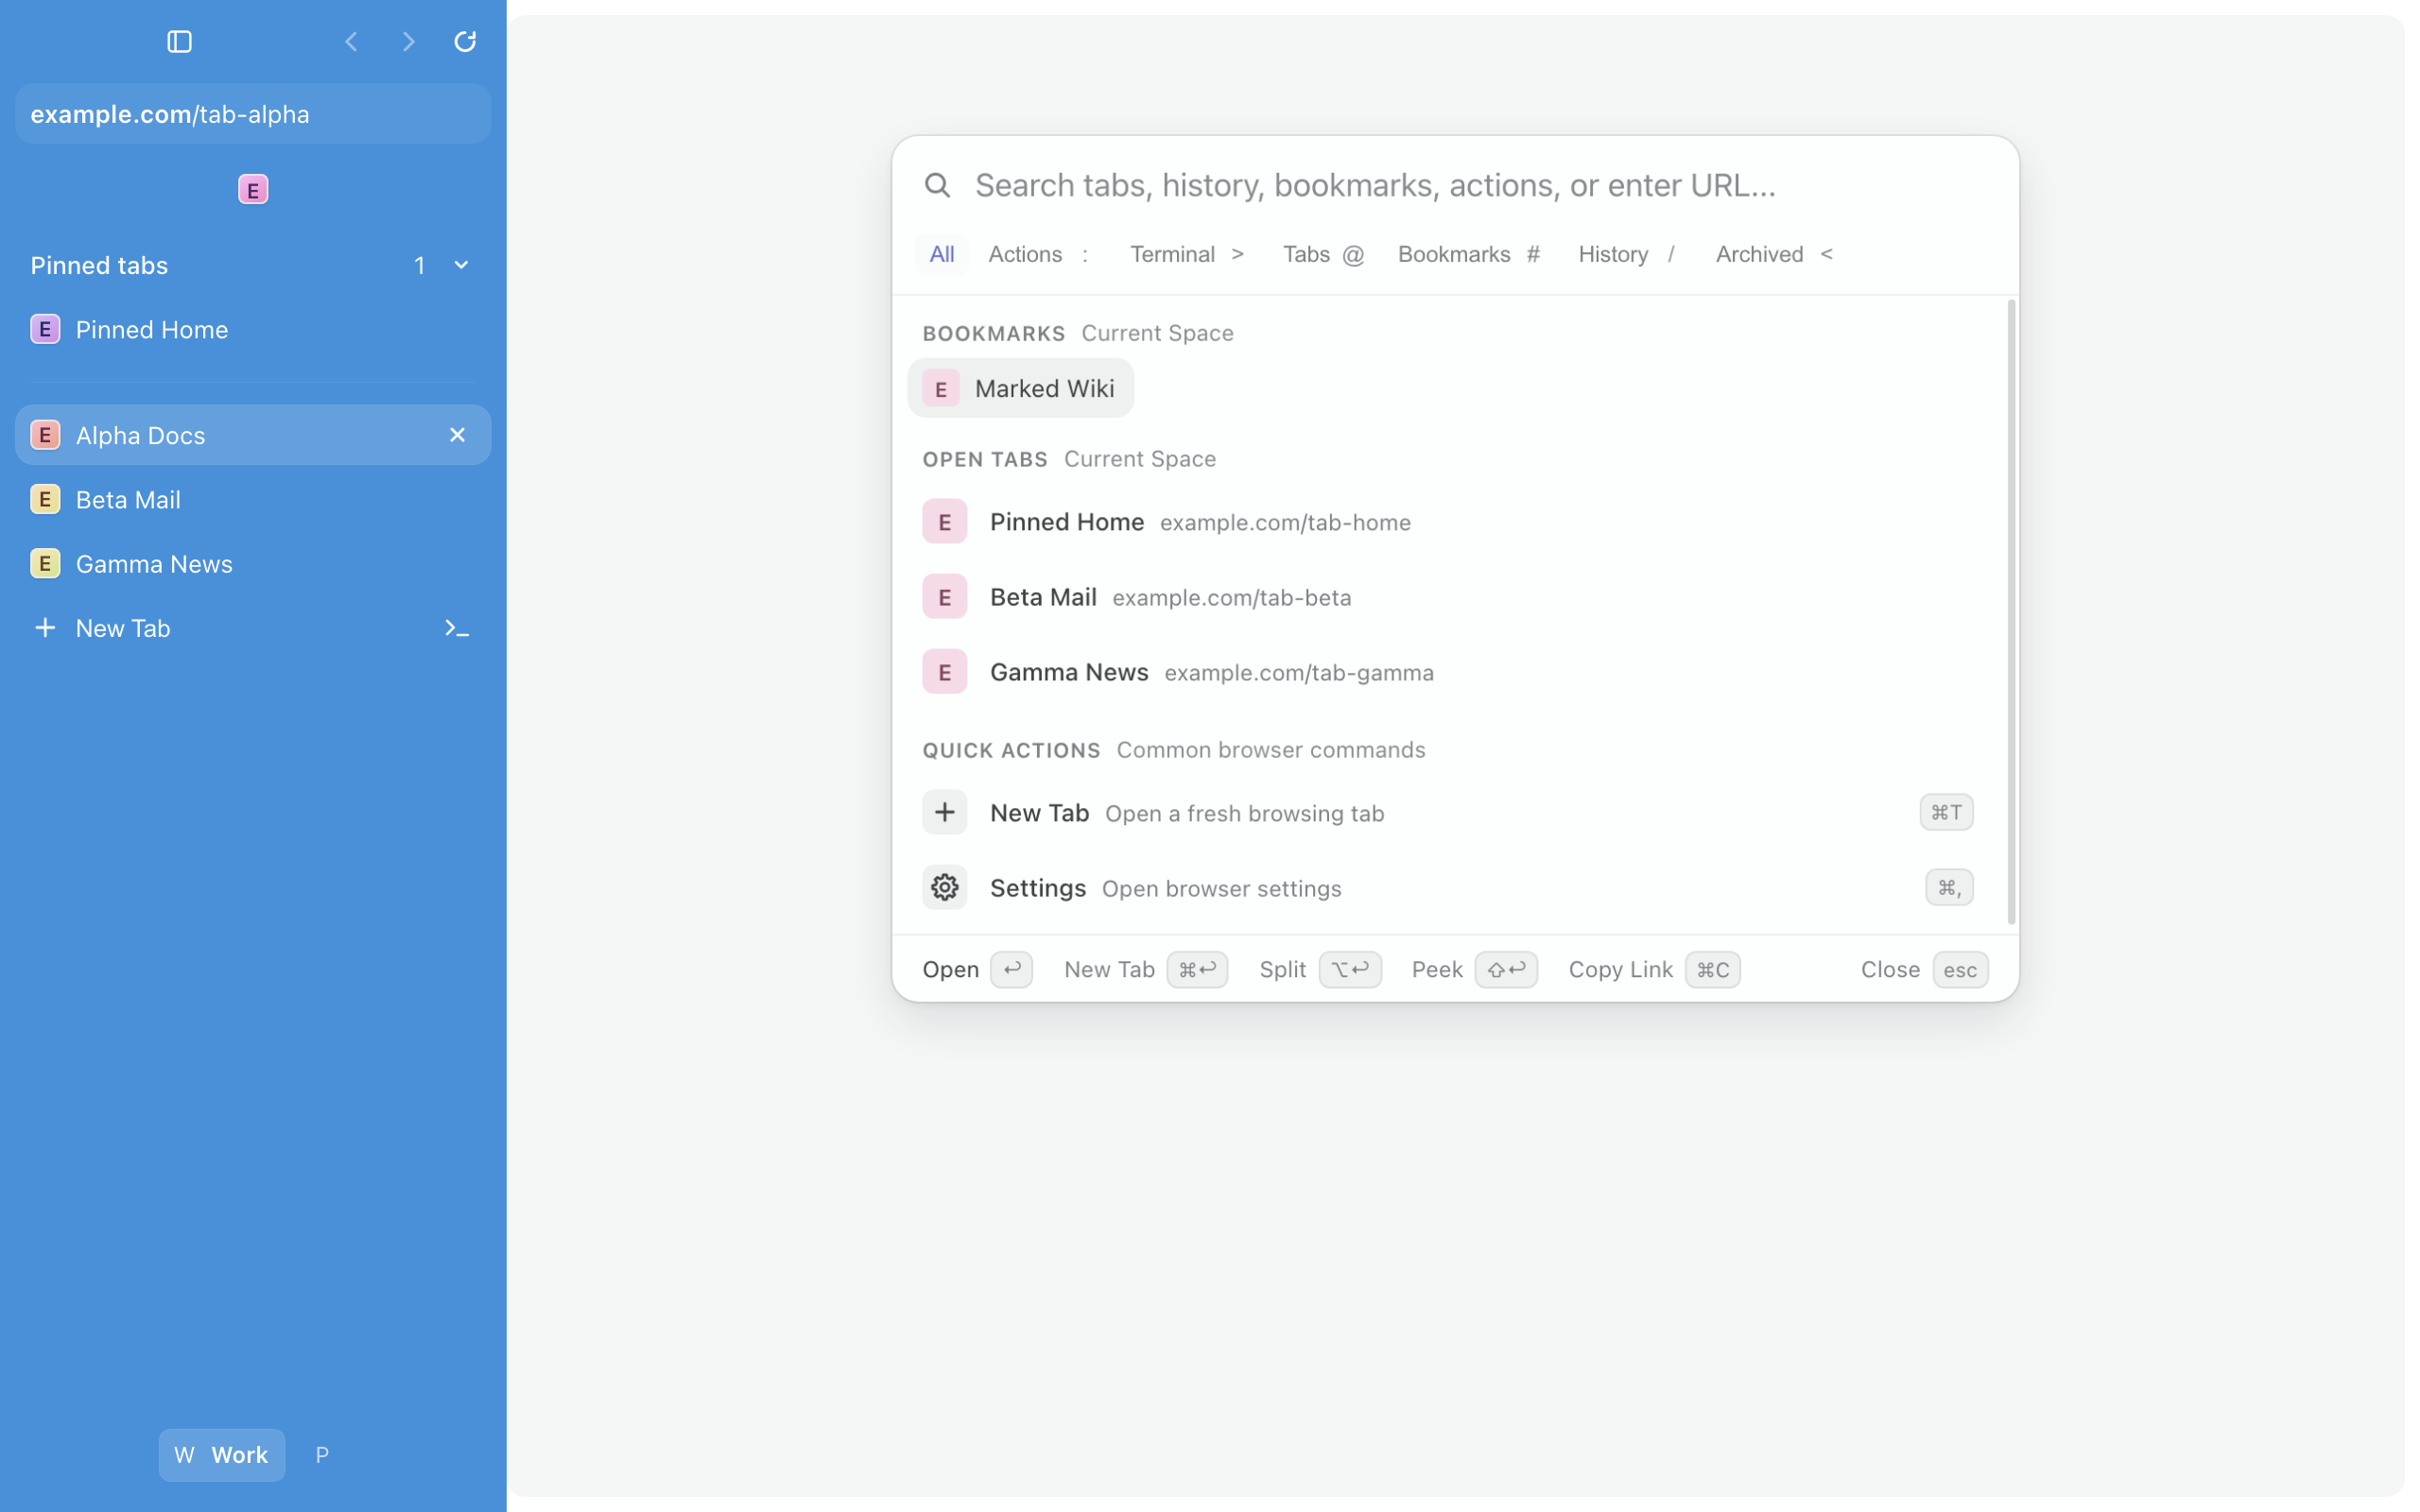 example.com/tab-alpha
E
Pinned tabs 1
E Pinned Home
E Alpha Docs
E Beta Mail
E Gamma News
New Tab
W Work P
Search tabs, history, bookmarks, actions, or enter URL...
All Actions : Terminal > Tabs @ Bookmarks # History / Archived <
BOOKMARKS Current Space
E Marked Wiki
OPEN TABS Current Space
E Pinned Home example.com/tab-home
E Beta Mail example.com/tab-beta
E Gamma News example.com/tab-gamma
QUICK ACTIONS Common browser commands
New Tab Open a fresh browsing tab ⌘T
Settings Open browser settings ⌘,
Open ↩ New Tab ⌘↩ Split ⌥↩ Peek ⇧↩ Copy Link ⌘C Close esc